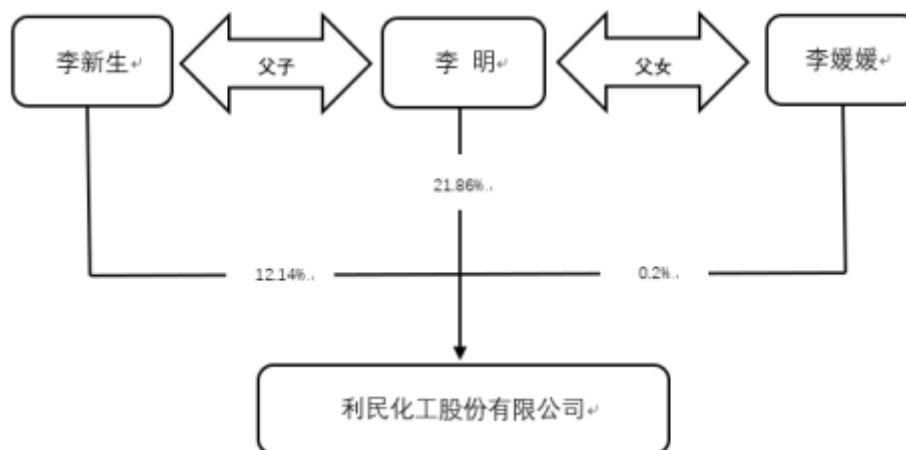 李新生
父子
李 明
父女
李媛媛
21.86%
12.14%
0.2%
利民化工股份有限公司